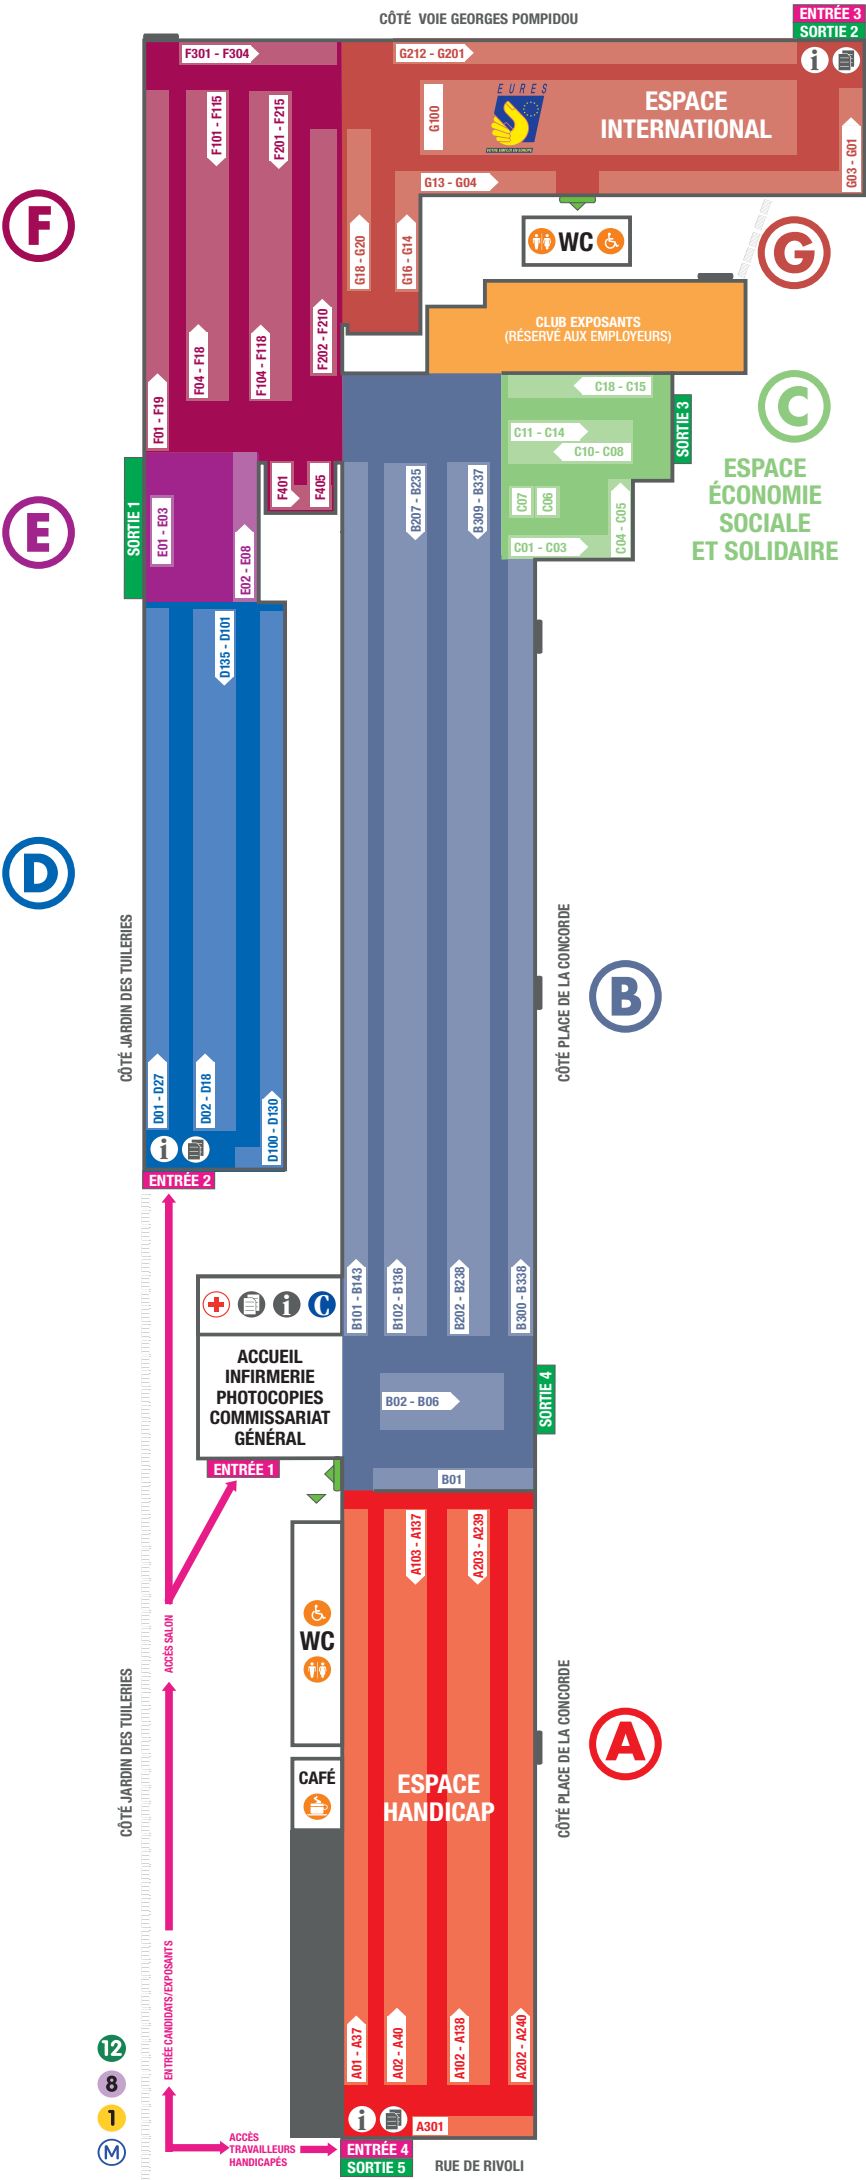 CÔTÉ VOIE GEORGES POMPIDOU
ENTRÉE 3
SORTIE 2
i
F301 - F304
G212 - G201
F101 - F115
F201 - F215
G100
EURES
VOTRE EMPLOI EN EUROPE
ESPACE
INTERNATIONAL
G03 - G01
G13 - G04
F
G18 - G20
G16 - G14
WC
G
F04 - F18
F104 - F118
F202 - F210
F01 - F19
CLUB EXPOSANTS
(RÉSERVÉ AUX EMPLOYEURS)
C18 - C15
C11 - C14
C10- C08
SORTIE 3
C
ESPACE
ÉCONOMIE
SOCIALE
ET SOLIDAIRE
F401
F405
B207 - B235
B309 - B337
C07
C06
C04 - C05
C01 - C03
SORTIE 1
E
E01 - E03
E02 - E08
D135 - D101
D
CÔTÉ JARDIN DES TUILERIES
CÔTÉ PLACE DE LA CONCORDE
B
D01 - D27
D02 - D18
D100 - D130
i
ENTRÉE 2
B101 - B143
B102 - B136
B202 - B238
B300 - B338
i
C
ACCUEIL
INFIRMERIE
PHOTOCOPIES
COMMISSARIAT
GÉNÉRAL
B02 - B06
SORTIE 4
ENTRÉE 1
B01
A103 - A137
A203 - A239
WC
ACCÈS SALON
CÔTÉ JARDIN DES TUILERIES
CÔTÉ PLACE DE LA CONCORDE
A
CAFÉ
ESPACE
HANDICAP
ENTRÉE CANDIDATS/EXPOSANTS
A01 - A37
A02 - A40
A102 - A138
A202 - A240
12
8
1
M
i
A301
ACCÈS
TRAVAILLEURS
HANDICAPÉS
ENTRÉE 4
SORTIE 5
RUE DE RIVOLI